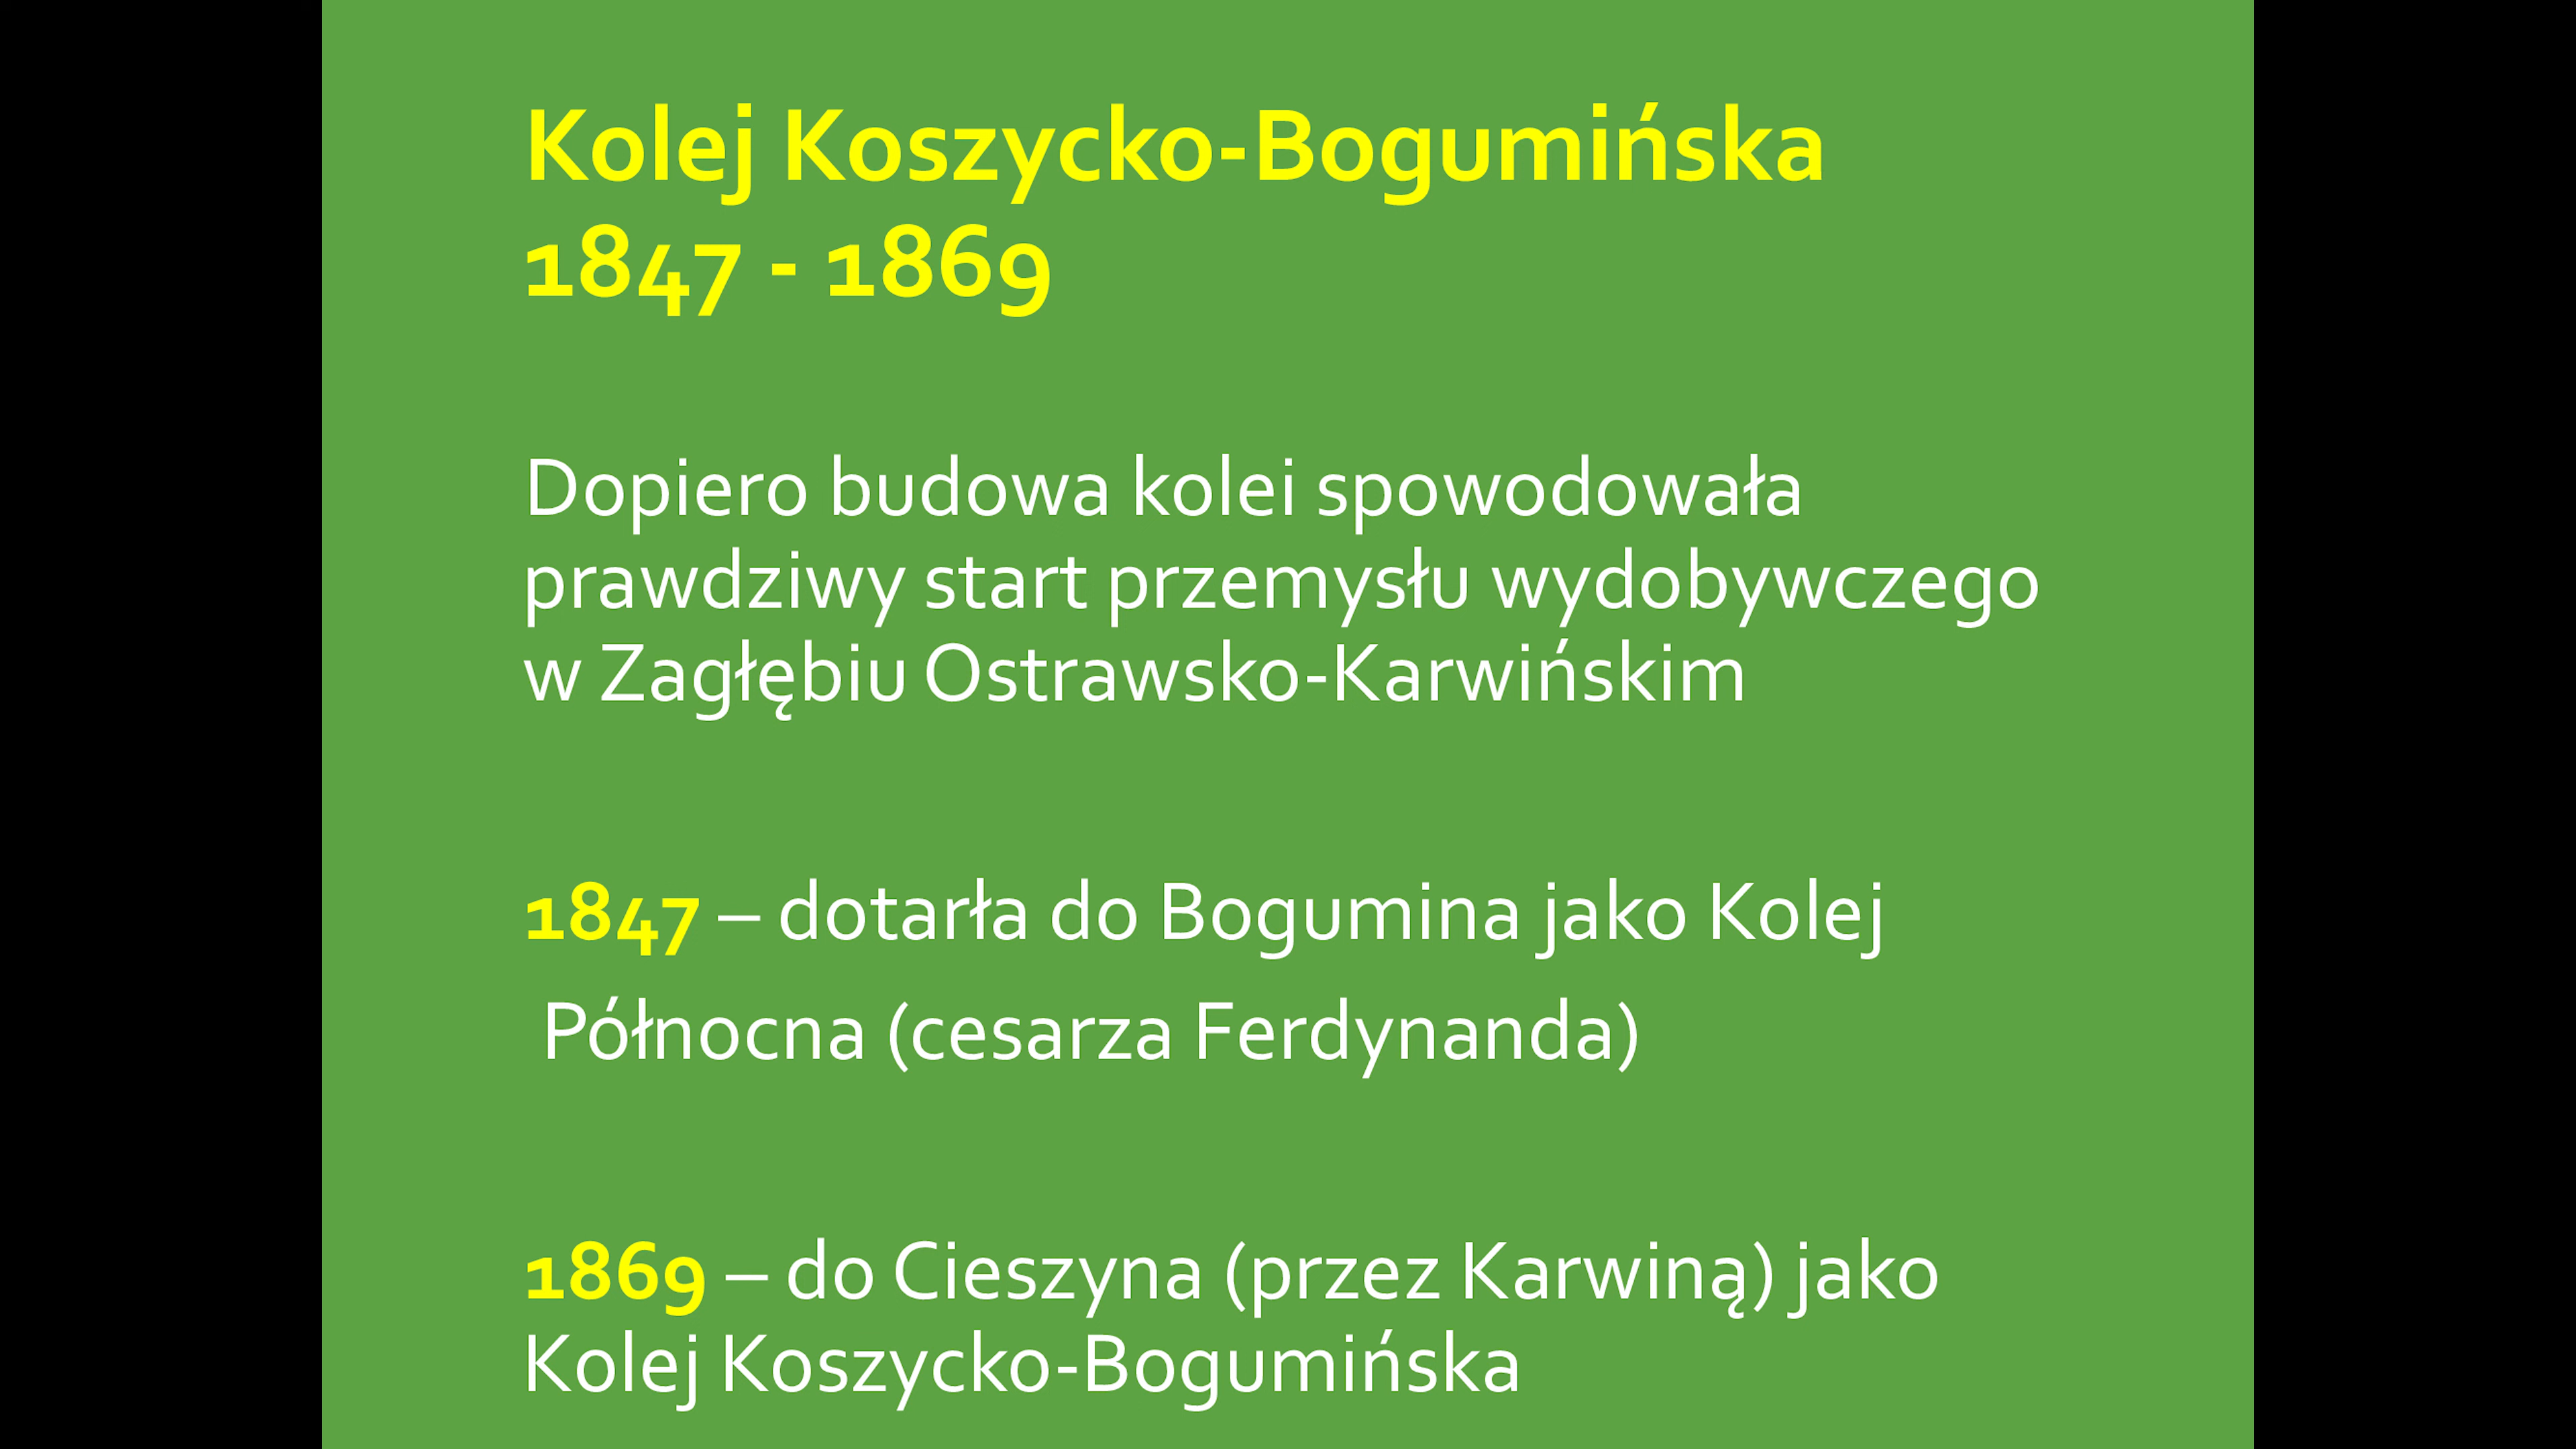 Kolej Koszycko-Bogumińska
1847 - 1869
Dopiero budowa kolei spowodowała
prawdziwy start przemysłu wydobywczego
w Zagłębiu Ostrawsko-Karwińskim
1847 – dotarła do Bogumina jako Kolej
Północna (cesarza Ferdynanda)
1869 – do Cieszyna (przez Karwiną) jako
Kolej Koszycko-Bogumińska